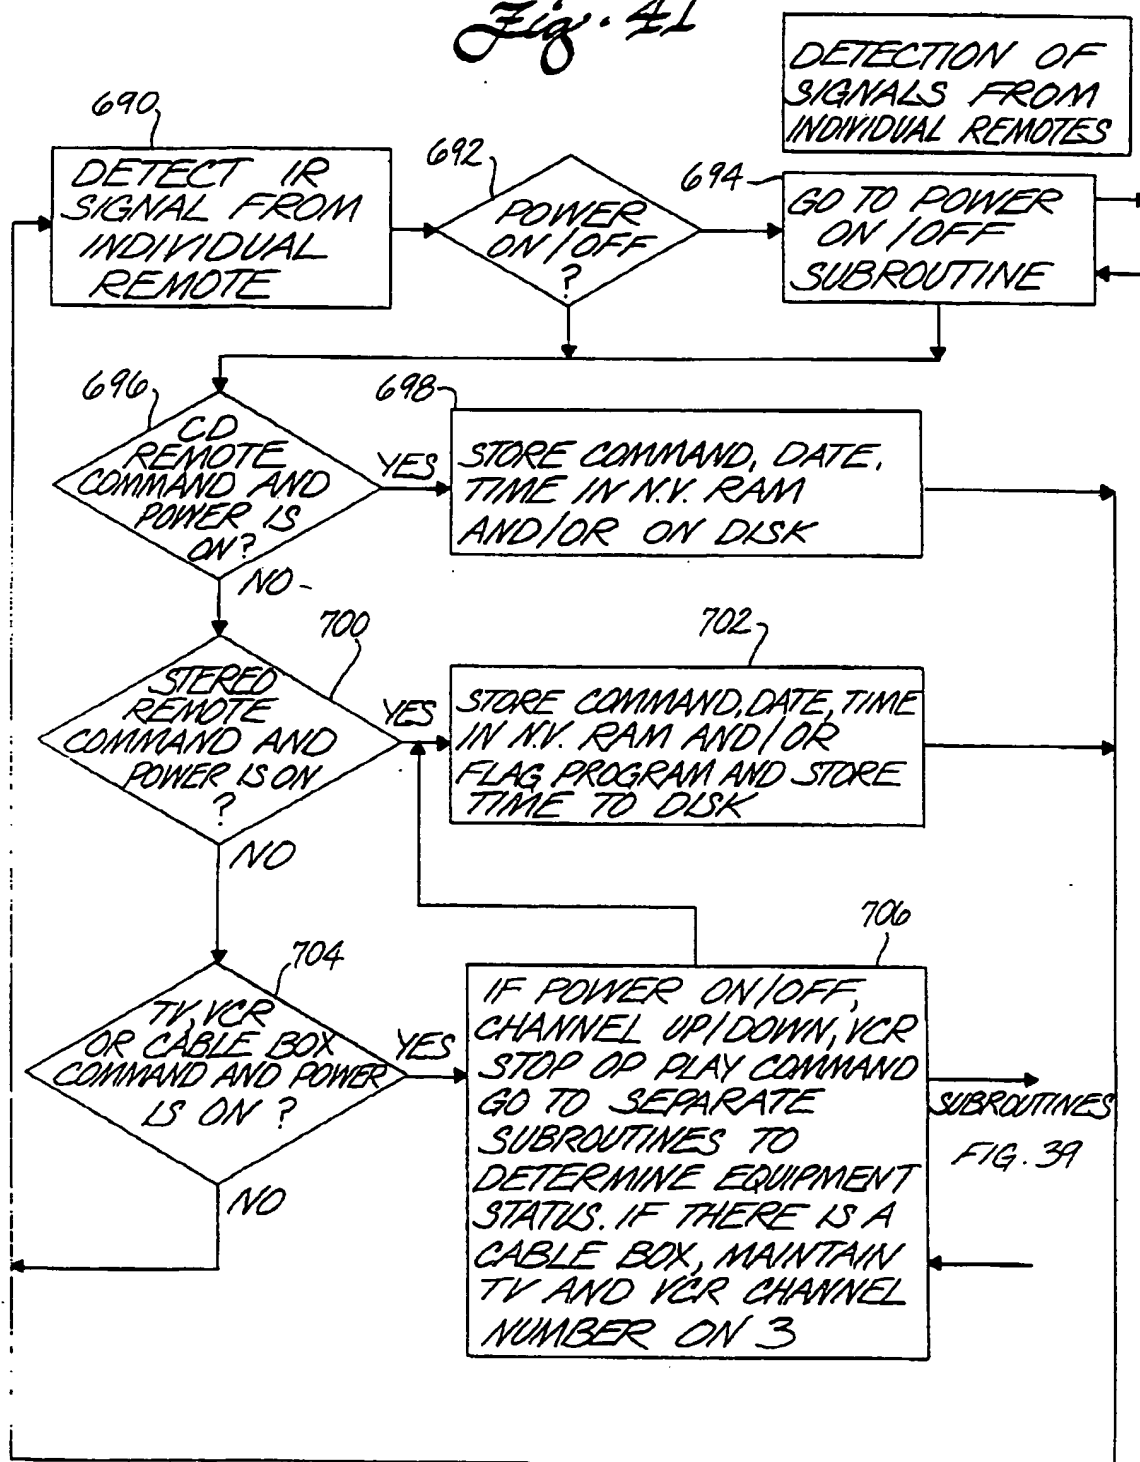 Fig. 41
DETECTION OF
SIGNALS FROM
INDIVIDUAL REMOTES
690
DETECT IR
SIGNAL FROM
INDIVIDUAL
REMOTE
692
POWER
ON/OFF
?
694
GO TO POWER
ON/OFF
SUBROUTINE
696
CD
REMOTE
COMMAND AND
POWER IS
ON?
YES
NO
698
STORE COMMAND, DATE,
TIME IN N.V. RAM
AND/OR ON DISK
700
STEREO
REMOTE
COMMAND AND
POWER IS ON
?
YES
NO
702
STORE COMMAND, DATE, TIME
IN N.V. RAM AND/OR
FLAG PROGRAM AND STORE
TIME TO DISK
704
TV, VCR
OR CABLE BOX
COMMAND AND POWER
IS ON ?
YES
NO
706
IF POWER ON/OFF,
CHANNEL UP/DOWN, VCR
STOP OP PLAY COMMAND
GO TO SEPARATE
SUBROUTINES TO
DETERMINE EQUIPMENT
STATUS. IF THERE IS A
CABLE BOX, MAINTAIN
TV AND VCR CHANNEL
NUMBER ON 3
SUBROUTINES
FIG. 39